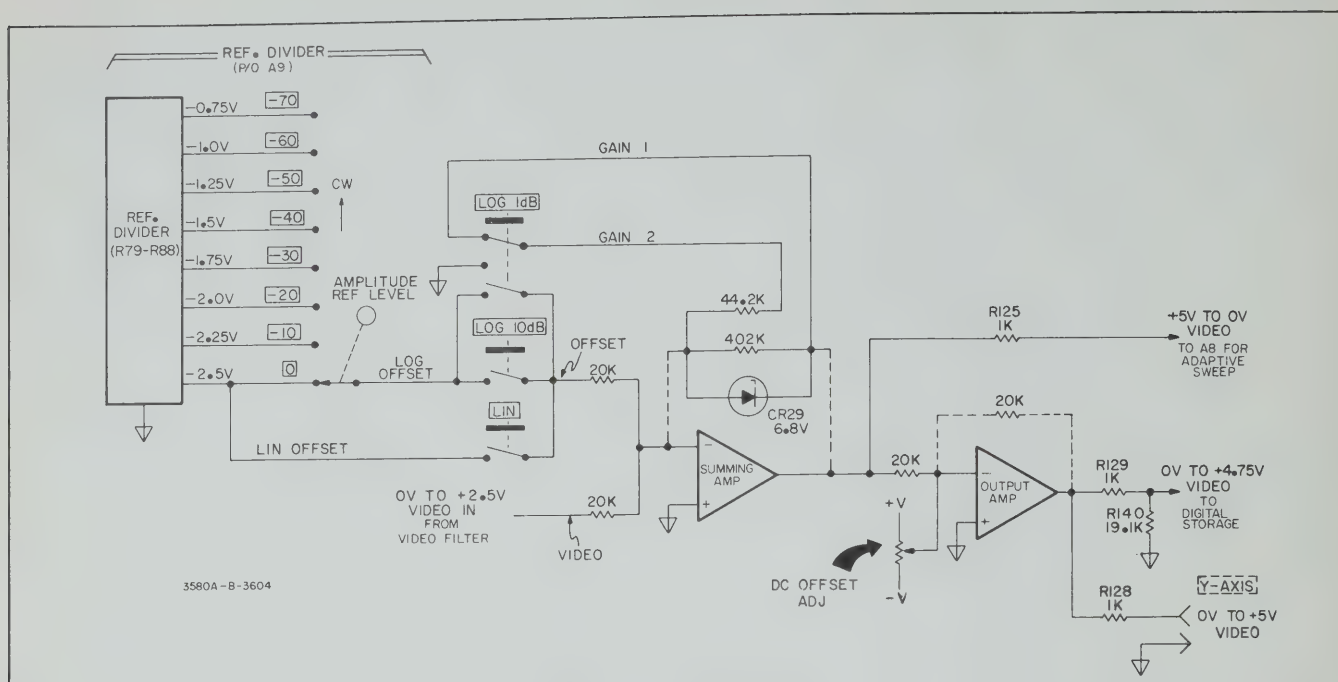 REF. DIVIDER
(P/O A9)
-0.75V
-70
-1.0V
-60
-1.25V
-50
CW
-1.5V
-40
REF.
DIVIDER
(R79-R88)
-1.75V
-30
-2.0V
-20
-2.25V
-10
-2.5V
0
AMPLITUDE
REF LEVEL
LOG
OFFSET
LIN OFFSET
GAIN 1
LOG 1dB
GAIN 2
LOG 10dB
OFFSET
20K
LIN
0V TO +2.5V
VIDEO IN
FROM
VIDEO FILTER
20K
VIDEO
44.2K
402K
CR29
6.8V
-
+
SUMMING
AMP
R125
1K
+5V TO 0V
VIDEO
TO A8 FOR
ADAPTIVE
SWEEP
20K
20K
+V
-V
DC OFFSET
ADJ
-
+
OUTPUT
AMP
R129
1K
0V TO +4.75V
VIDEO
TO
DIGITAL
STORAGE
R140
19.1K
R128
1K
Y-AXIS
0V TO +5V
VIDEO
3580A-B-3604